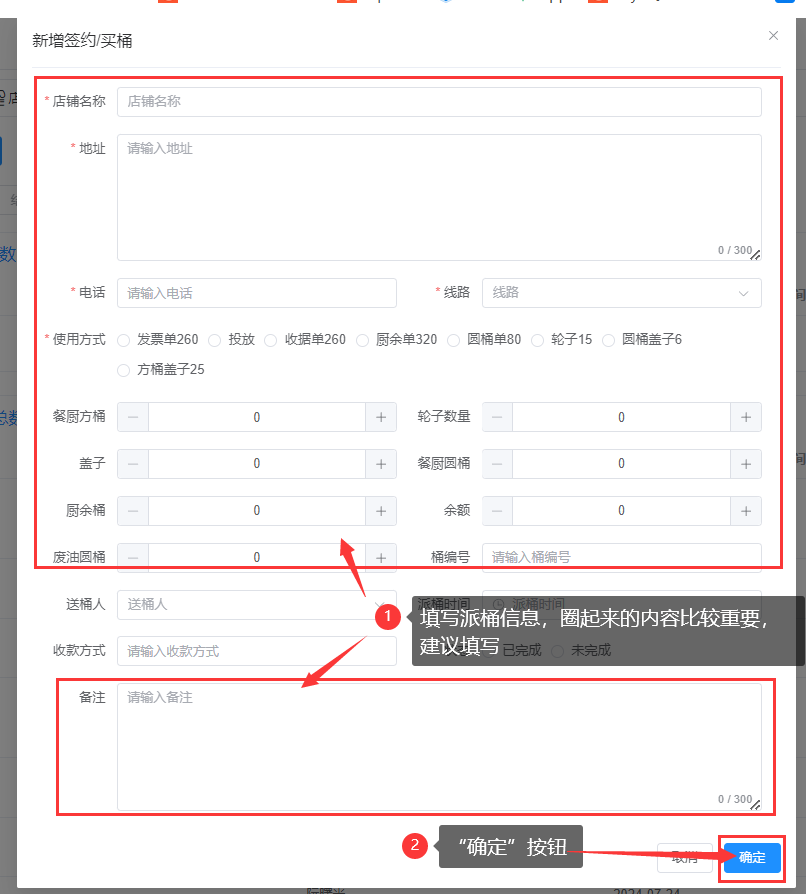 新增签约/买桶
* 店铺名称 店铺名称
* 地址 请输入地址
0 / 300
* 电话 请输入电话 * 线路 线路
* 使用方式 发票单260 投放 收据单260 厨余单320 圆桶单80 轮子15 圆桶盖子6
方桶盖子25
餐厨方桶 0 轮子数量 0
盖子 0 餐厨圆桶 0
厨余桶 0 余额 0
废油圆桶 0 桶编号 请输入桶编号
送桶人 送桶人 派桶时间 派桶时间
1 填写派桶信息，圈起来的内容比较重要，
建议填写
收款方式 请输入收款方式 已完成 未完成
备注 请输入备注
0 / 300
2 “确定”按钮
取消 确定